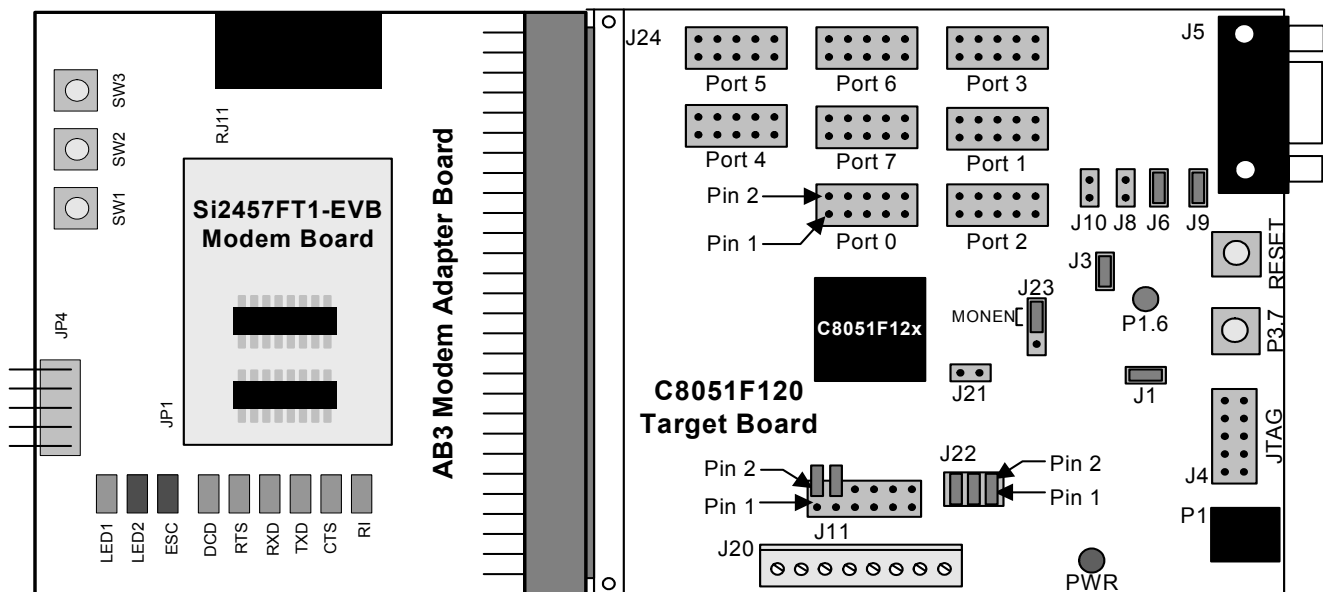 SW3
SW2
SW1
RJ11
Si2457FT1-EVB
Modem Board
JP4
JP1
AB3 Modem Adapter Board
LED1
LED2
ESC
DCD
RTS
RXD
TXD
CTS
RI
J24
Port 5
Port 6
Port 3
Port 4
Port 7
Port 1
Pin 2
Pin 1
Port 0
Port 2
J5
J10
J8
J6
J9
RESET
J3
P1.6
P3.7
C8051F12x
MONEN
J23
J21
J1
C8051F120
Target Board
JTAG
J4
Pin 2
Pin 1
J11
J22
Pin 2
Pin 1
P1
J20
PWR